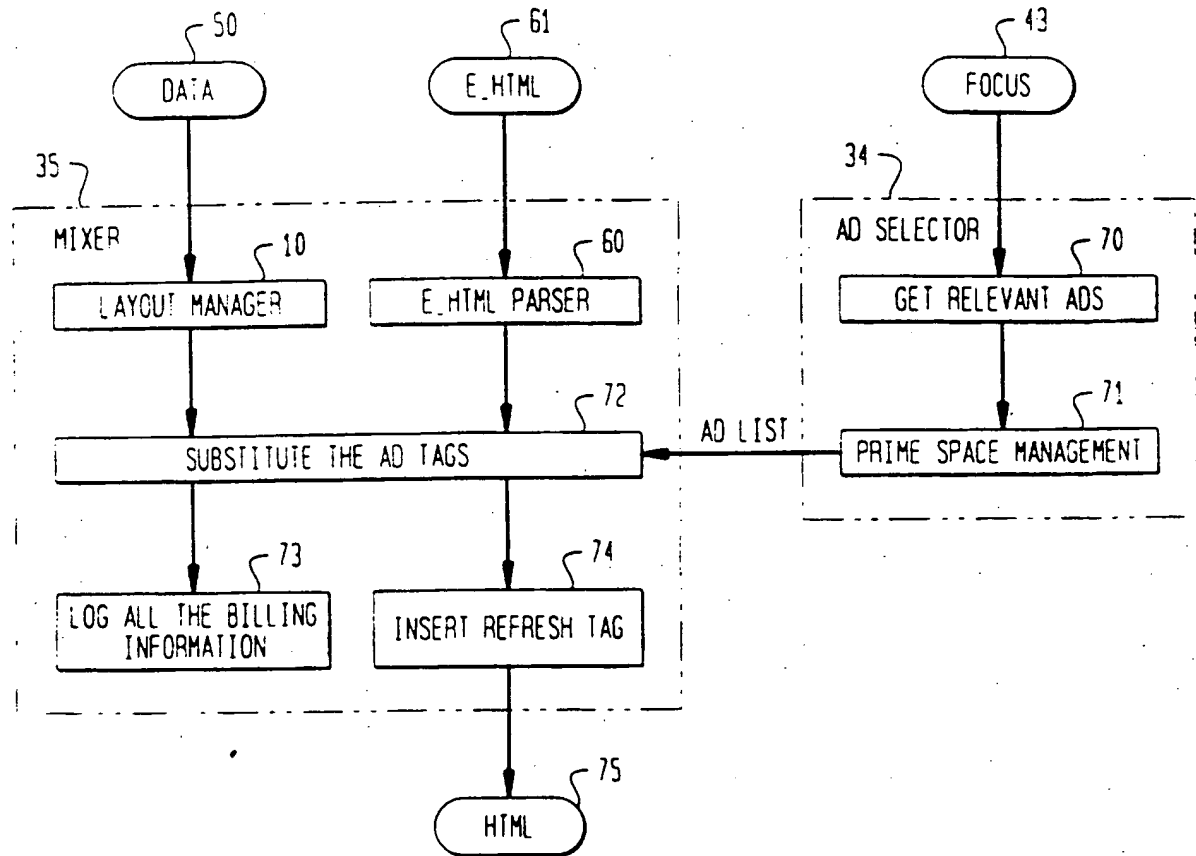 50
61
43
DATA
E_HTML
FOCUS
35
34
MIXER
AD SELECTOR
10
60
70
LAYOUT MANAGER
E_HTML PARSER
GET RELEVANT ADS
72
71
AD LIST
SUBSTITUTE THE AD TAGS
PRIME SPACE MANAGEMENT
73
74
LOG ALL THE BILLING
INFORMATION
INSERT REFRESH TAG
75
HTML